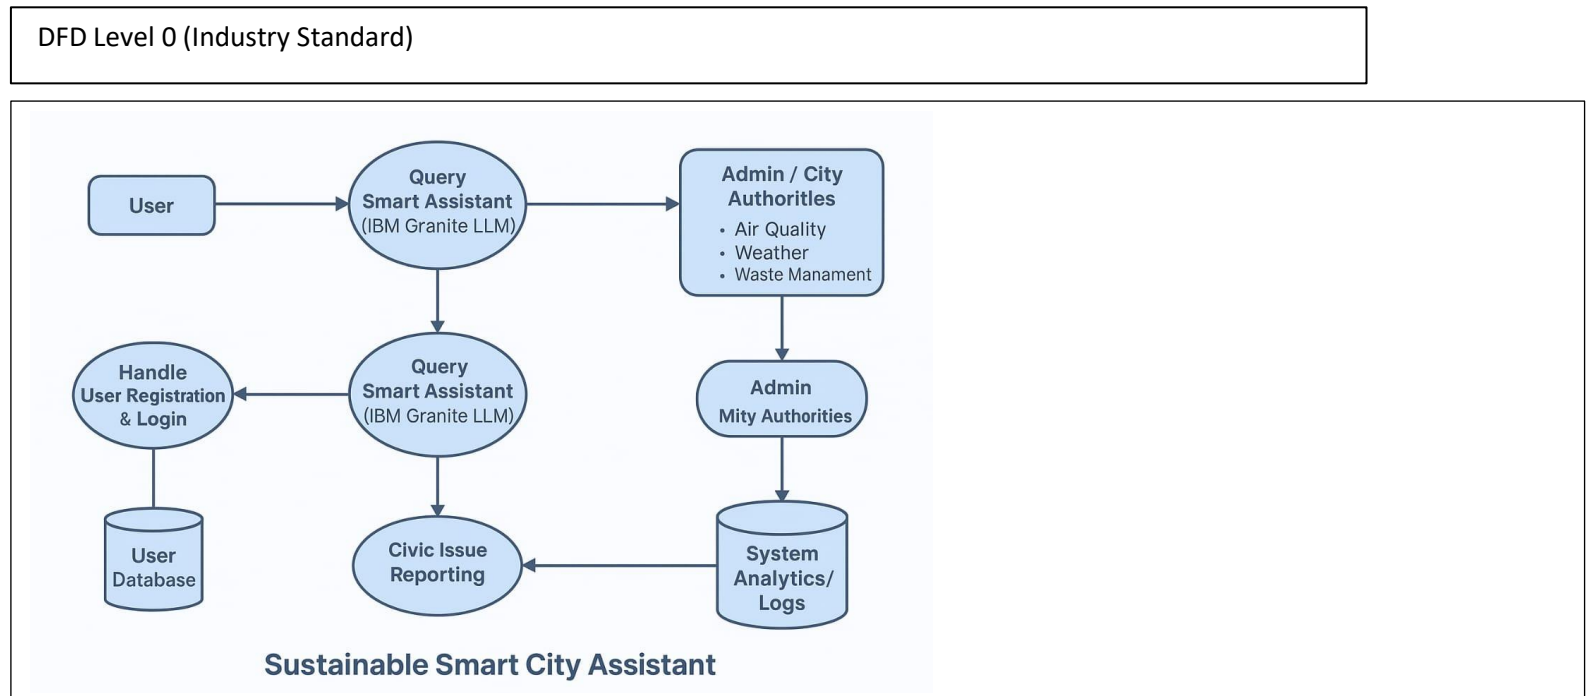 DFD Level 0 (Industry Standard)
User
Query
Smart Assistant
(IBM Granite LLM)
Admin / City
Authoritles
• Air Quality
• Weather
• Waste Manament
Handle
User Registration
& Login
Query
Smart Assistant
(IBM Granite LLM)
Admin
Mity Authorities
User
Database
Civic Issue
Reporting
System
Analytics/
Logs
Sustainable Smart City Assistant